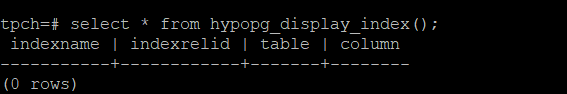 tpch=# select * from hypopg_display_index();
 indexname | indexrelid | table | column
-----------+------------+-------+--------
(0 rows)